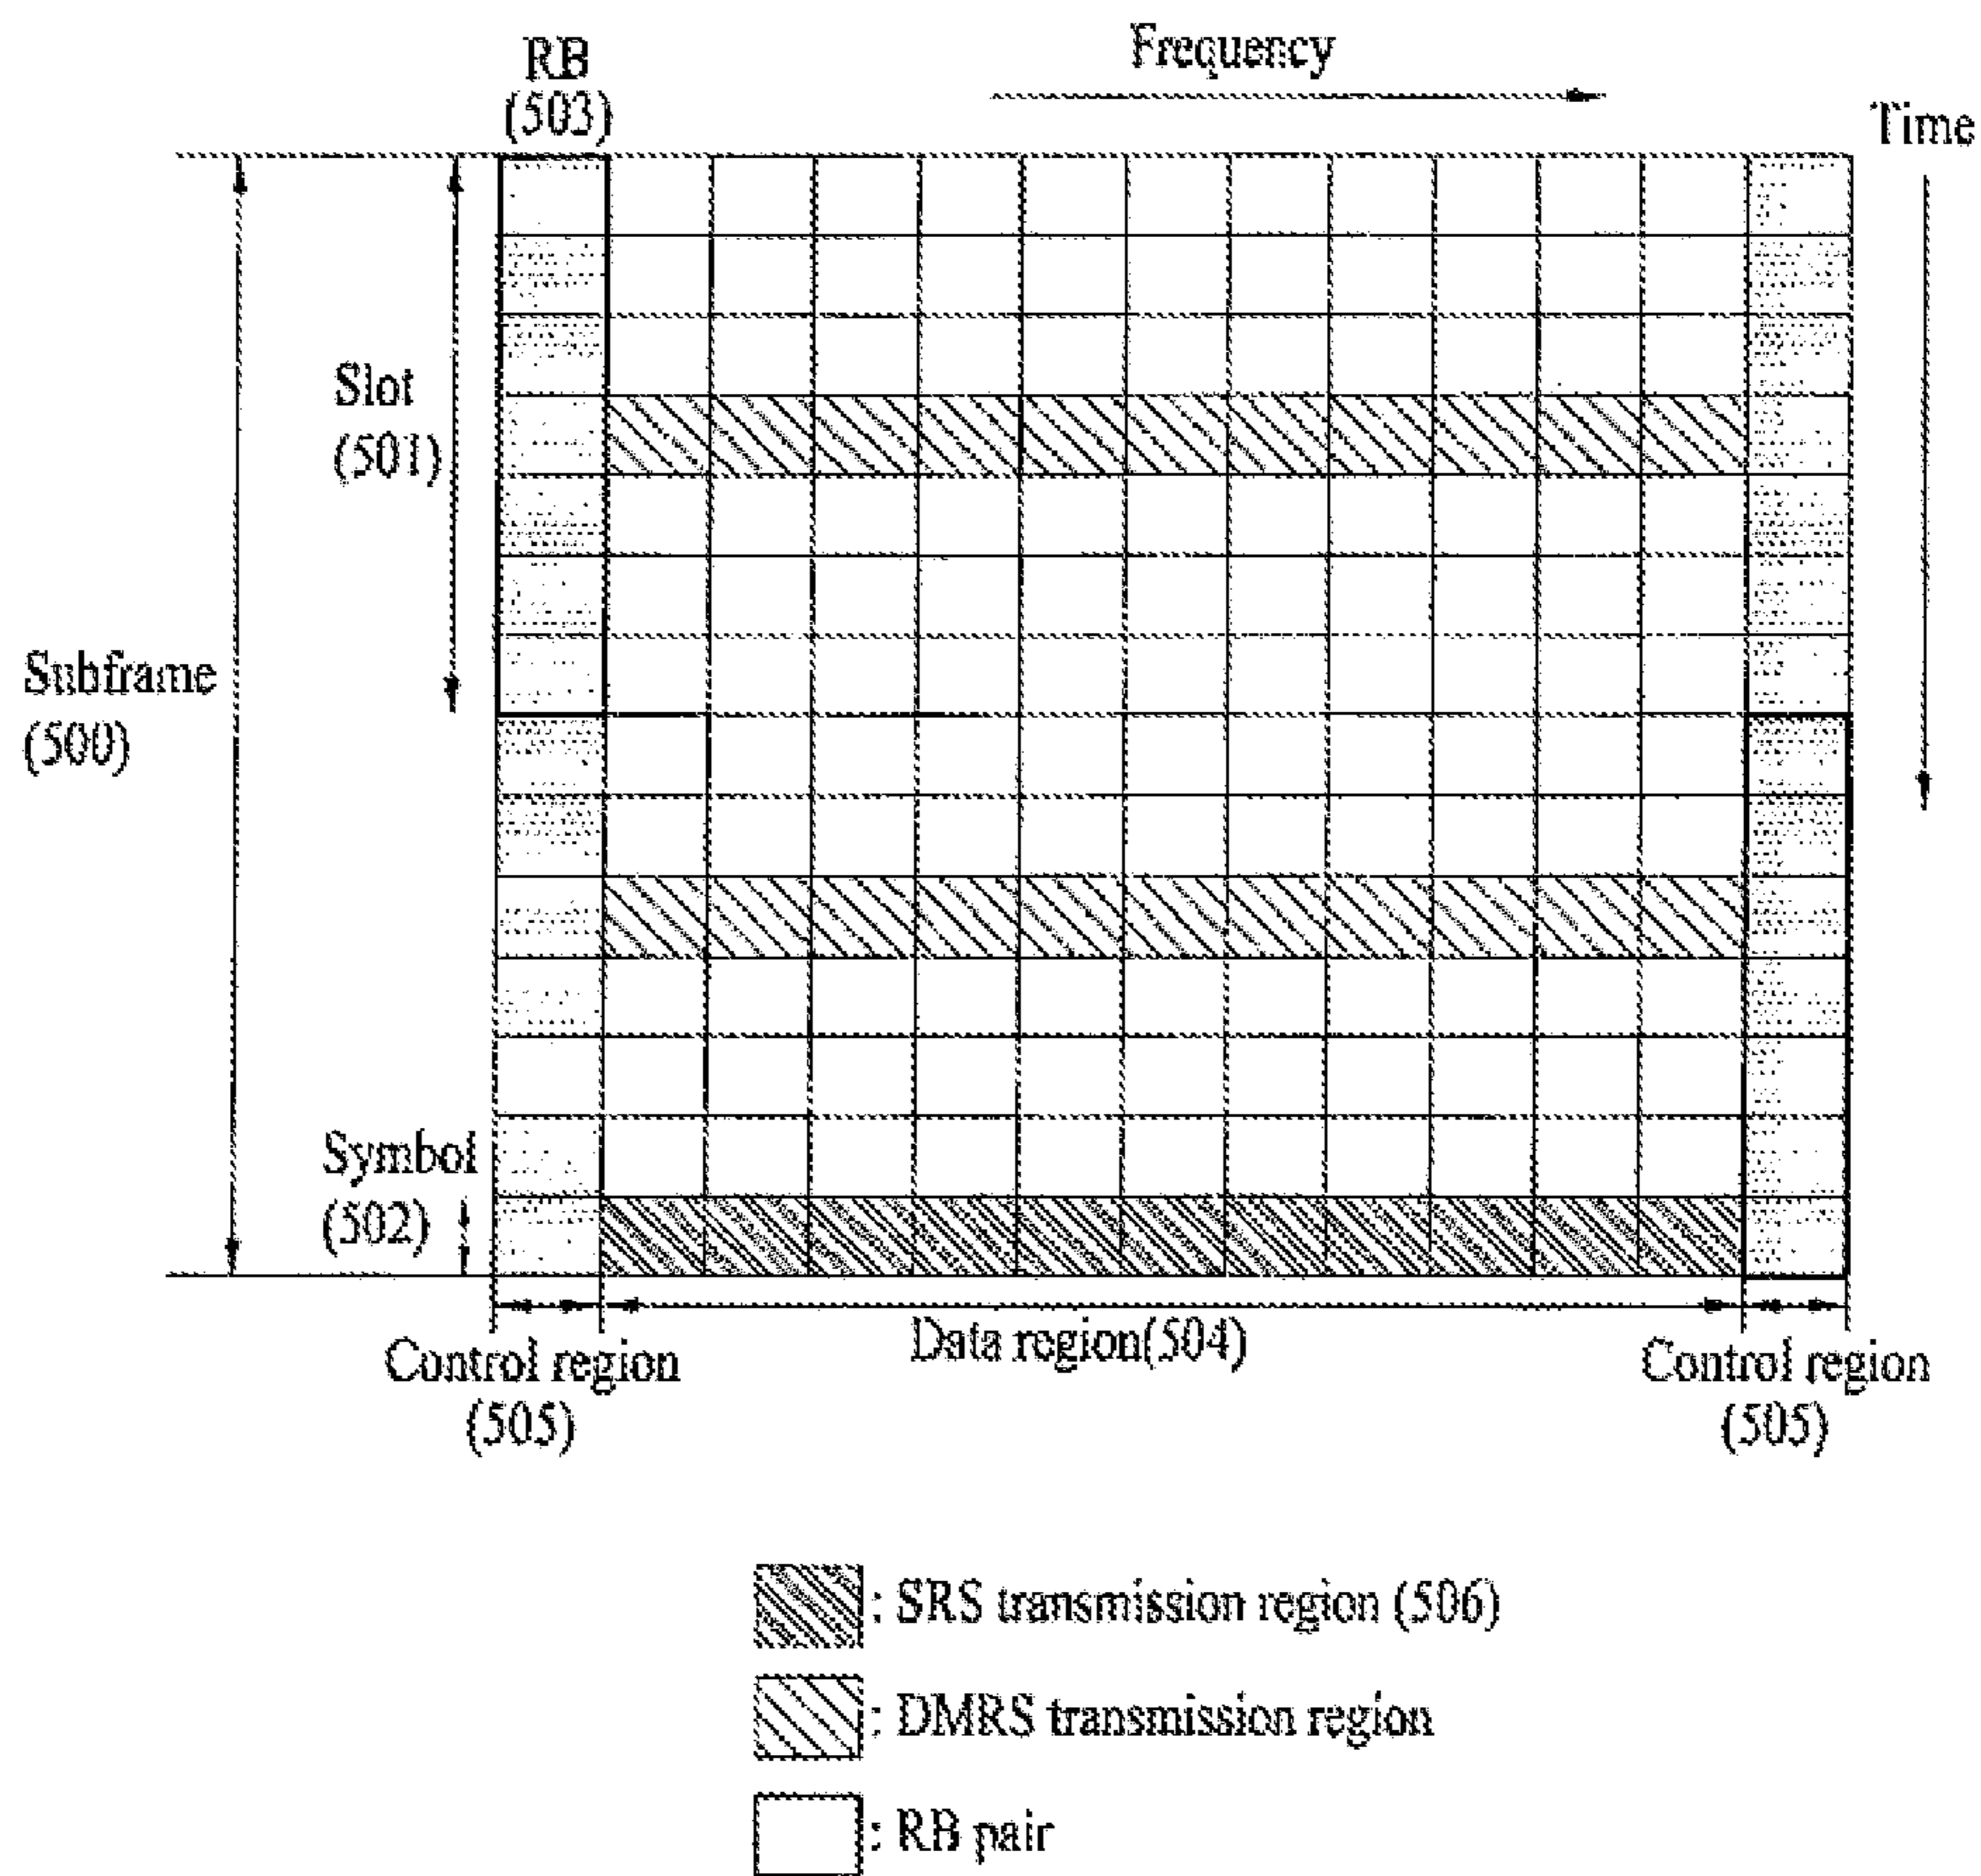 RB
(503)
Frequency
Time
Slot
(501)
Subframe
(500)
Symbol
(502)
Control region
(505)
Data region(504)
Control region
(505)
: SRS transmission region (506)
: DMRS transmission region
: RB pair